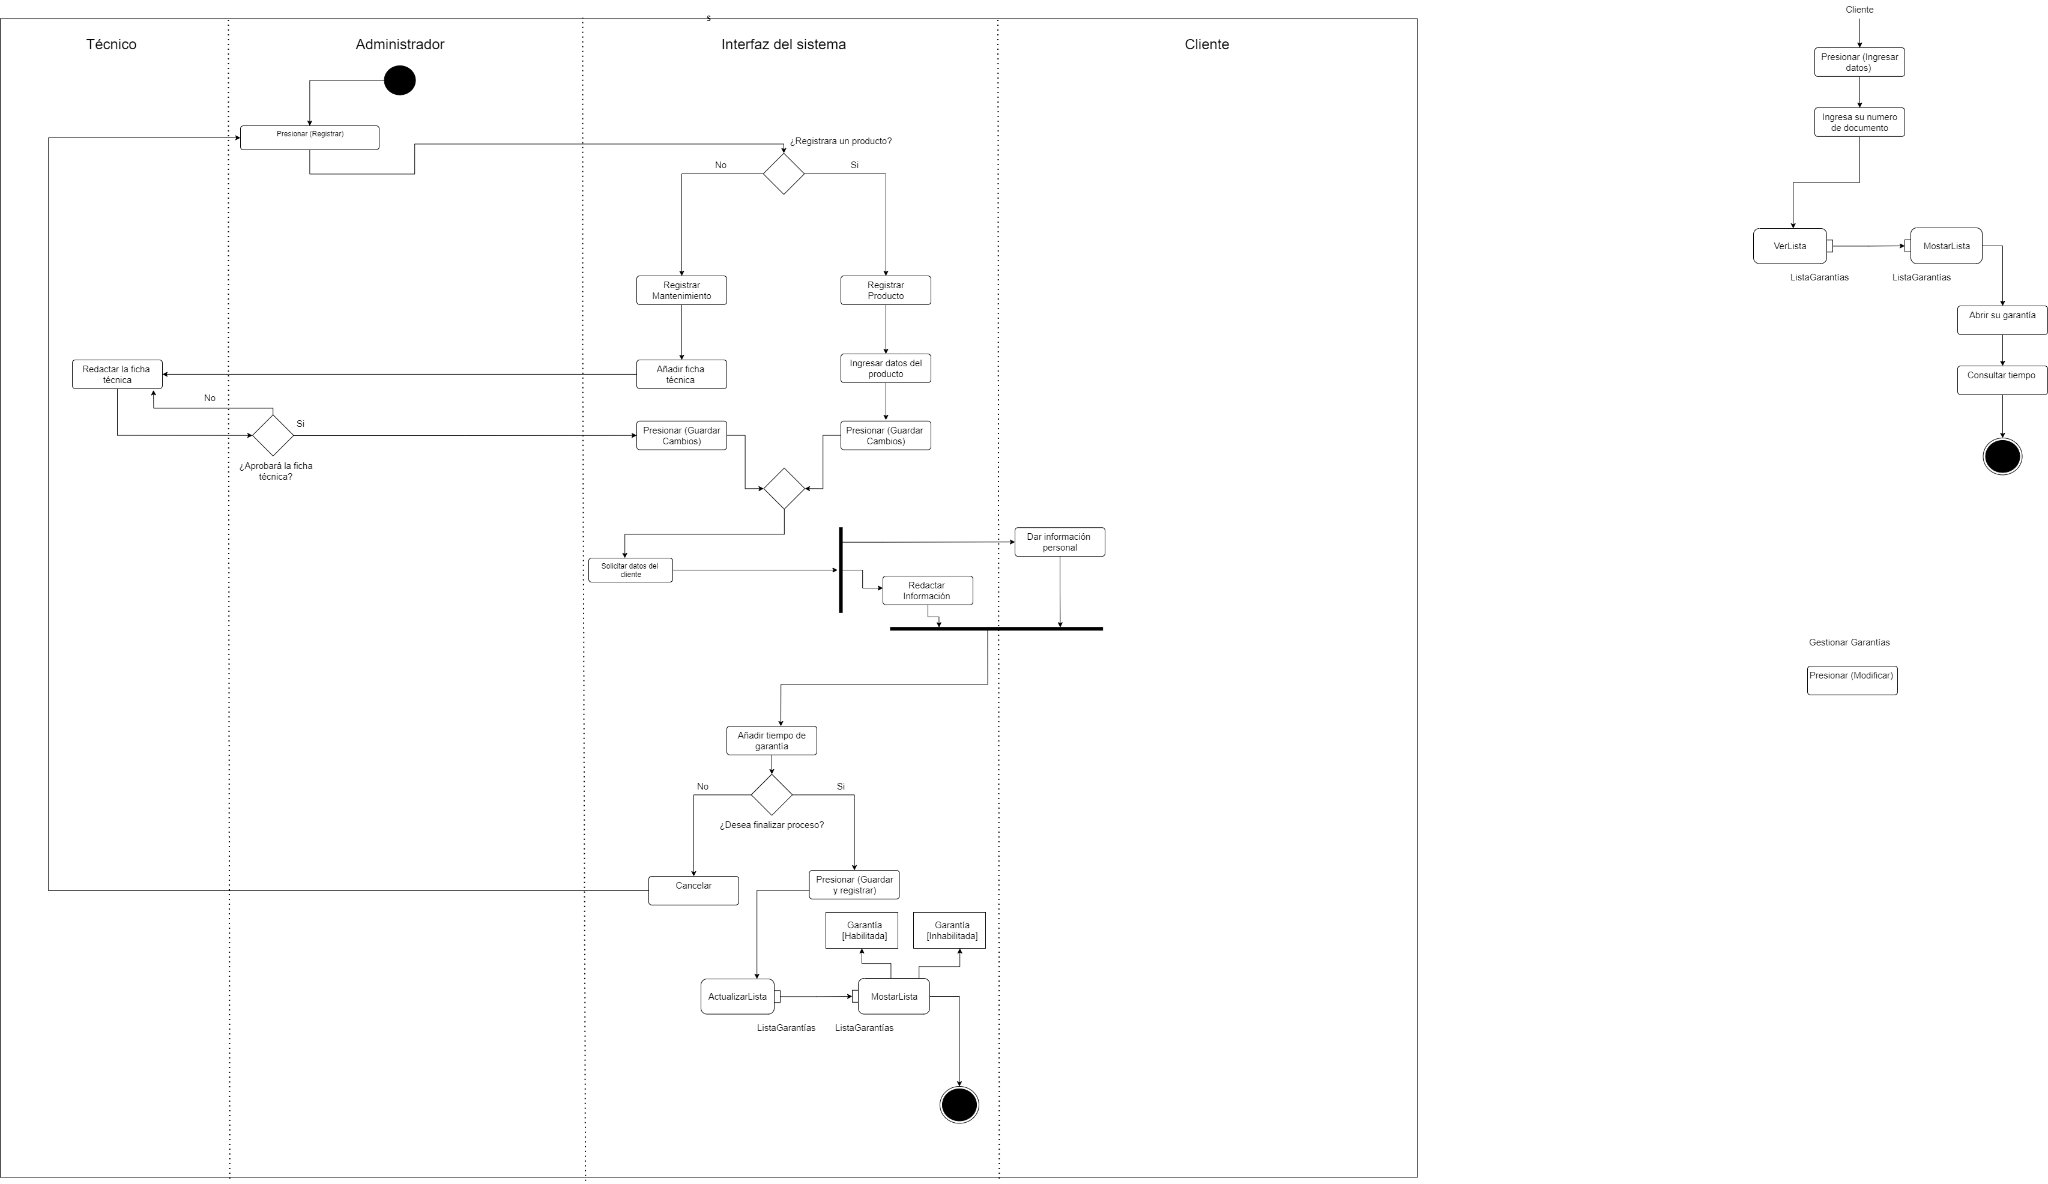 s
Técnico
Administrador
Interfaz del sistema
Cliente
Presionar (Registrar)
¿Registrara un producto?
No
Si
Registrar
Mantenimiento
Registrar
Producto
Redactar la ficha
técnica
Añadir ficha
técnica
Ingresar datos del
producto
No
Si
¿Aprobará la ficha
técnica?
Presionar (Guardar
Cambios)
Presionar (Guardar
Cambios)
Solicitar datos del
cliente
Dar información
personal
Redactar
Información
Añadir tiempo de
garantía
No
Si
¿Desea finalizar proceso?
Cancelar
Presionar (Guardar
y registrar)
Garantía
[Habilitada]
Garantía
[Inhabilitada]
ActualizarLista
MostarLista
ListaGarantías
ListaGarantías
Cliente
Presionar (Ingresar
datos)
Ingresa su numero
de documento
VerLista
MostarLista
ListaGarantías
ListaGarantías
Abrir su garantía
Consultar tiempo
Gestionar Garantías
Presionar (Modificar)